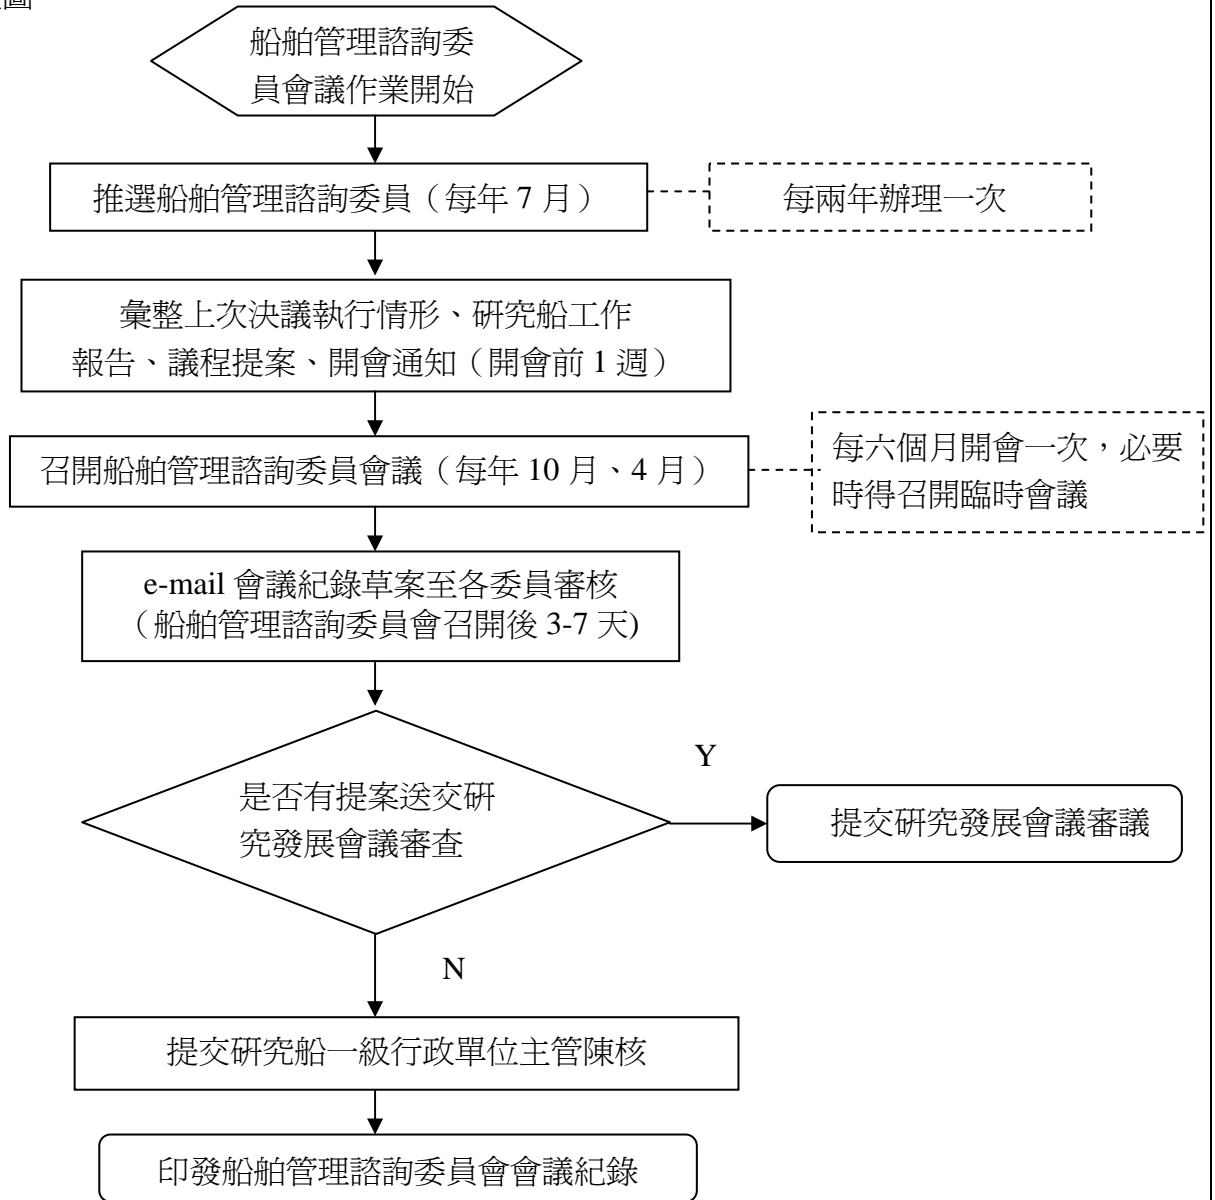 圖
船舶管理諮詢委
員會議作業開始
推選船舶管理諮詢委員（每年 7 月）
每兩年辦理一次
彙整上次決議執行情形、研究船工作
報告、議程提案、開會通知（開會前 1 週）
召開船舶管理諮詢委員會議（每年 10 月、4 月）
每六個月開會一次，必要
時得召開臨時會議
e-mail 會議紀錄草案至各委員審核
（船舶管理諮詢委員會召開後 3-7 天)
是否有提案送交研
究發展會議審查
Y
提交研究發展會議審議
N
提交研究船一級行政單位主管陳核
印發船舶管理諮詢委員會會議紀錄